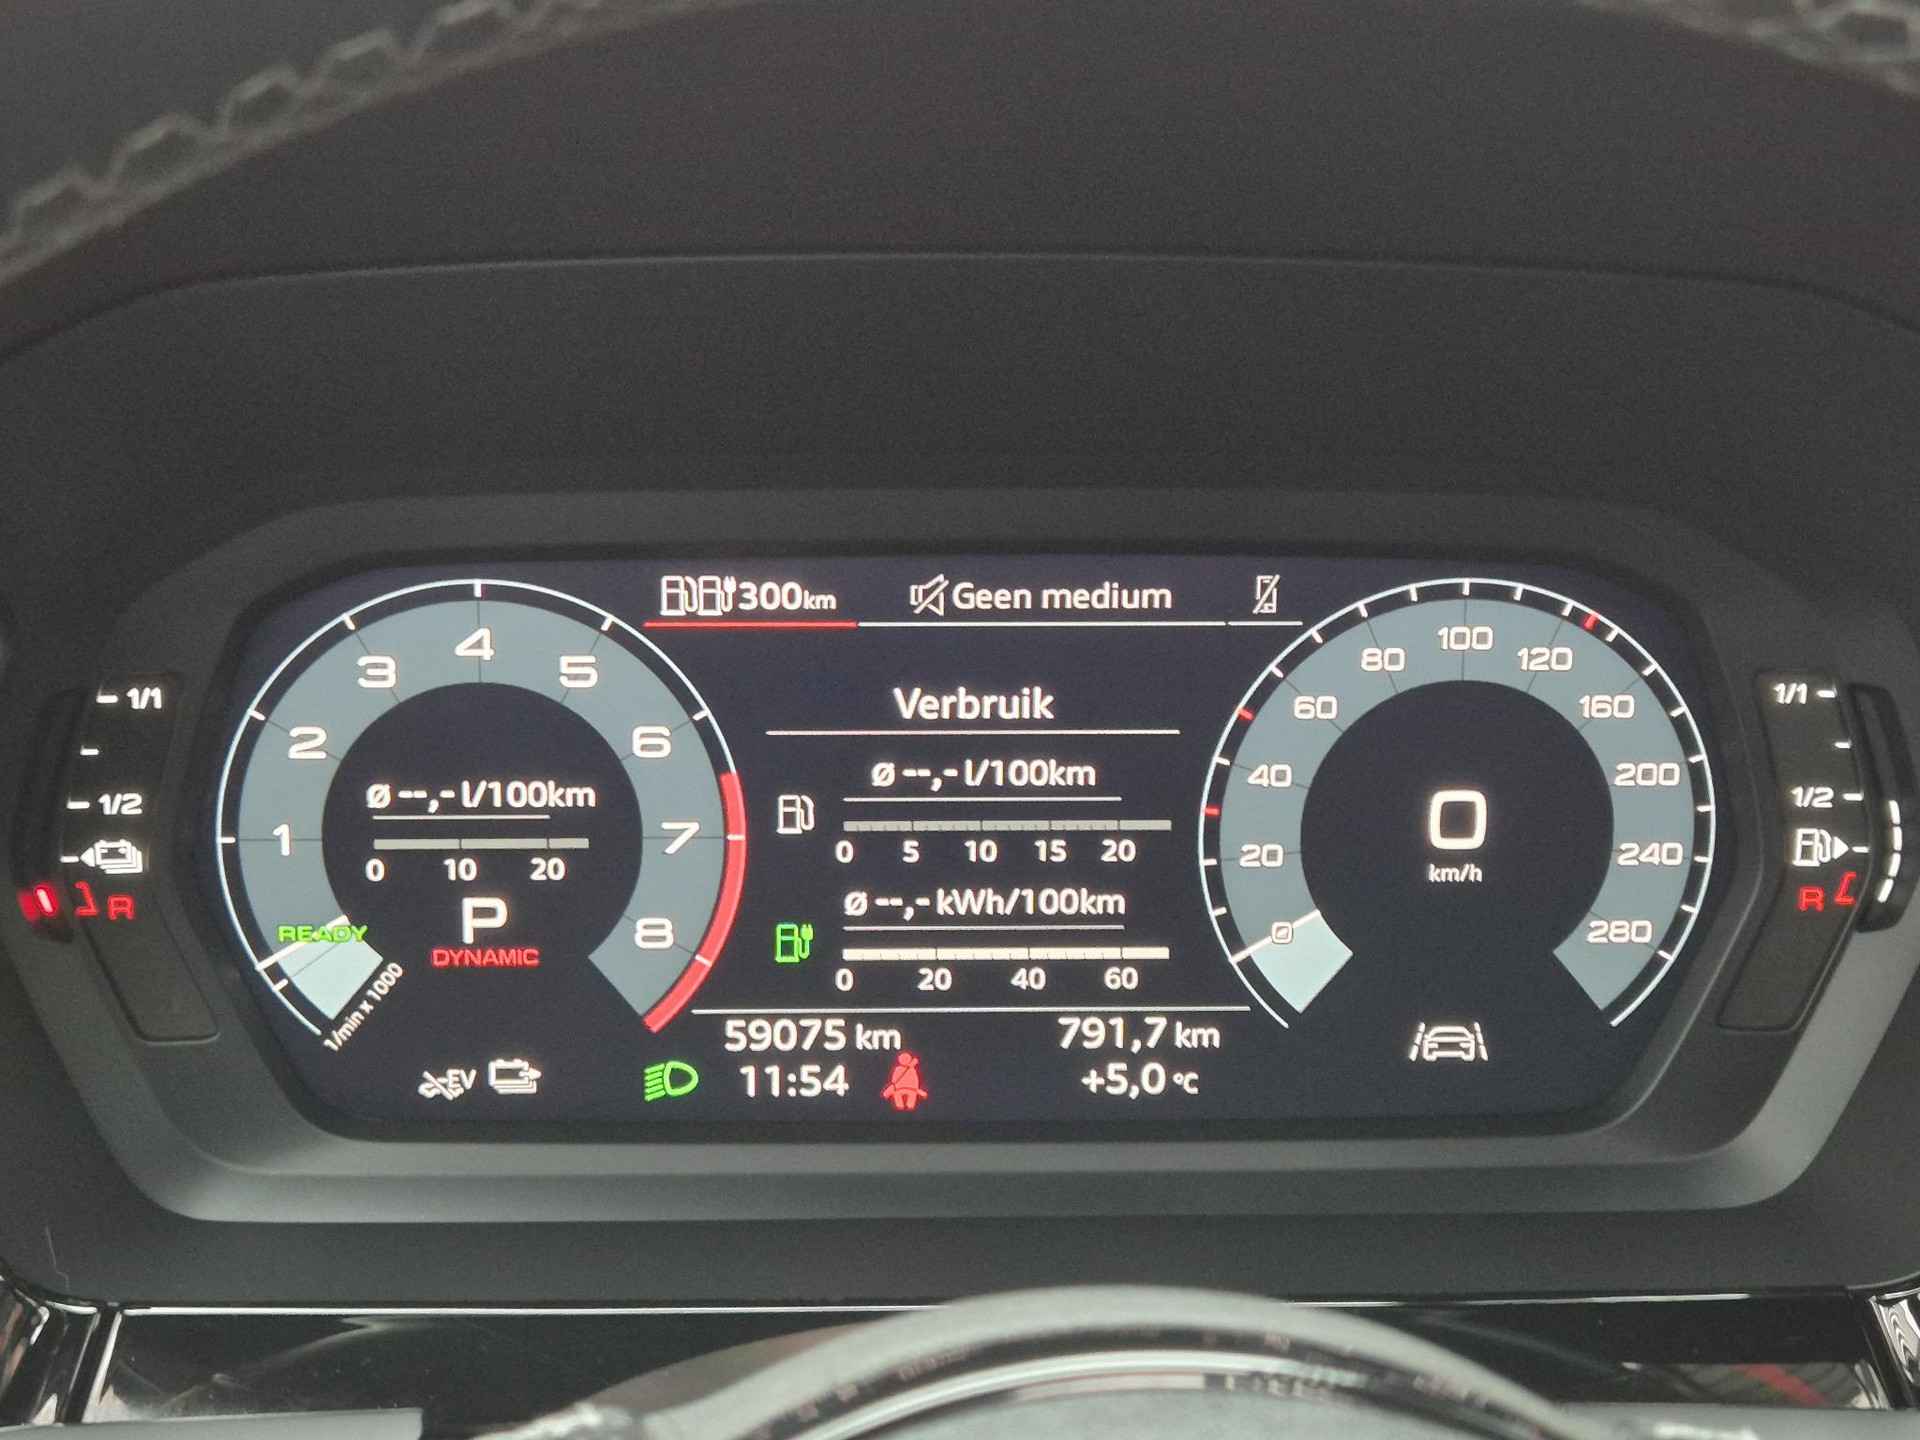 300km
Geen medium
Verbruik
ø --,- l/100km
0 5 10 15 20
ø --,- kWh/100km
0 20 40 60
59075 km
791,7 km
11:54
+5,0 °C
1 2 3 4 5 6 7 8
ø --,- l/100km
0 10 20
P
DYNAMIC
READY
1/min x 1000
EV
0 20 40 60 80 100 120 160 200 240 280
0
km/h
1/1
1/2
R
1/1
1/2
R